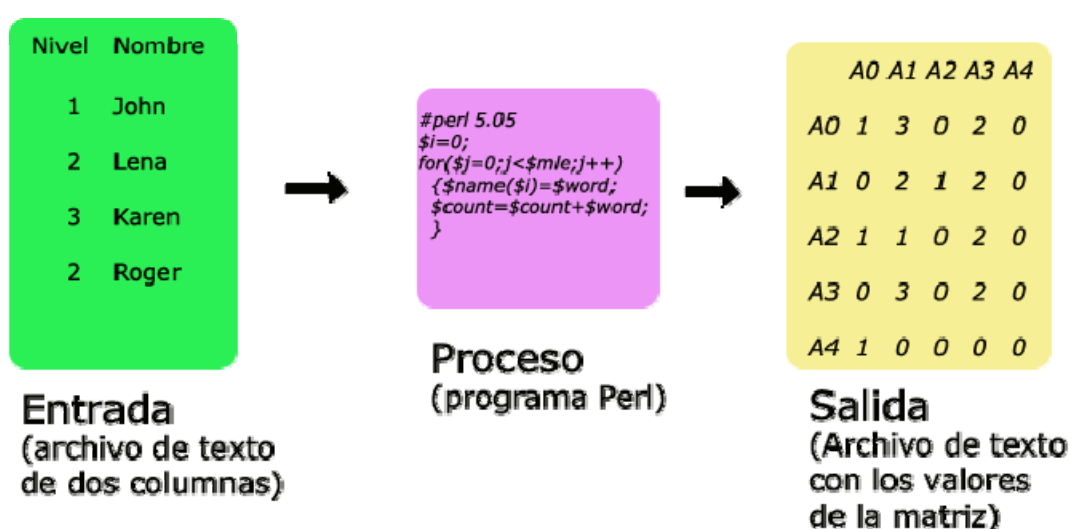 Nivel Nombre
1 John
2 Lena
3 Karen
2 Roger
Entrada
(archivo de texto
de dos columnas)
#perl 5.05
$i=0;
for($j=0;j<$mle;j++)
{$name($i)=$word;
$count=$count+$word;
}
Proceso
(programa Perl)
A0 A1 A2 A3 A4
A0 1 3 0 2 0
A1 0 2 1 2 0
A2 1 1 0 2 0
A3 0 3 0 2 0
A4 1 0 0 0 0
Salida
(Archivo de texto
con los valores
de la matriz)